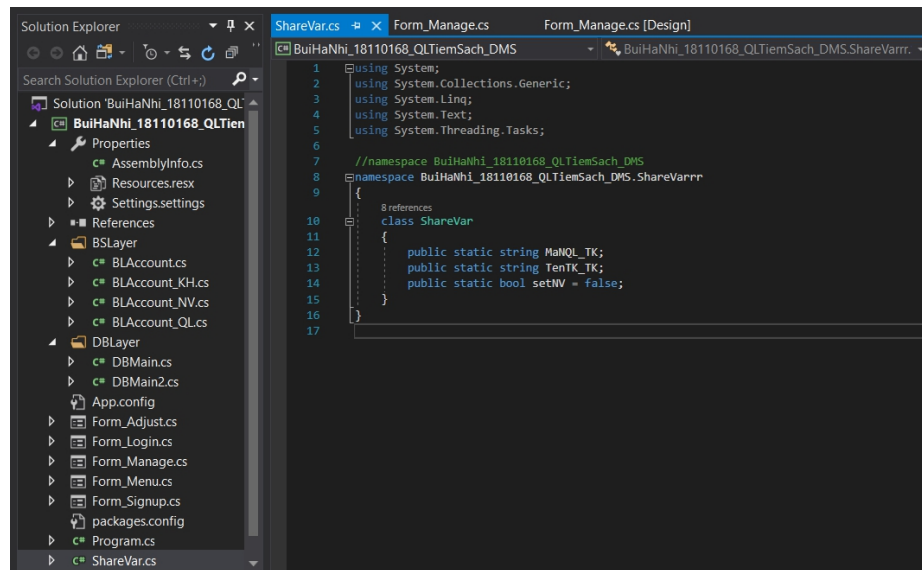 Solution Explorer
ShareVar.cs
Form_Manage.cs
Form_Manage.cs [Design]
BuiHaNhi_18110168_QLTiemSach_DMS
BuiHaNhi_18110168_QLTiemSach_DMS.ShareVarrr.
Search Solution Explorer (Ctrl+;)
Solution 'BuiHaNhi_18110168_QL
BuiHaNhi_18110168_QLTien
Properties
AssemblyInfo.cs
Resources.resx
Settings.settings
References
BSLayer
BLAccount.cs
BLAccount_KH.cs
BLAccount_NV.cs
BLAccount_QL.cs
DBLayer
DBMain.cs
DBMain2.cs
App.config
Form_Adjust.cs
Form_Login.cs
Form_Manage.cs
Form_Menu.cs
Form_Signup.cs
packages.config
Program.cs
ShareVar.cs
1 using System;
2 using System.Collections.Generic;
3 using System.Linq;
4 using System.Text;
5 using System.Threading.Tasks;
6
7 //namespace BuiHaNhi_18110168_QLTiemSach_DMS
8 namespace BuiHaNhi_18110168_QLTiemSach_DMS.ShareVarrr
9 {
8 references
10 class ShareVar
11 {
12 public static string MaNQL_TK;
13 public static string TenTK_TK;
14 public static bool setNV = false;
15 }
16 }
17